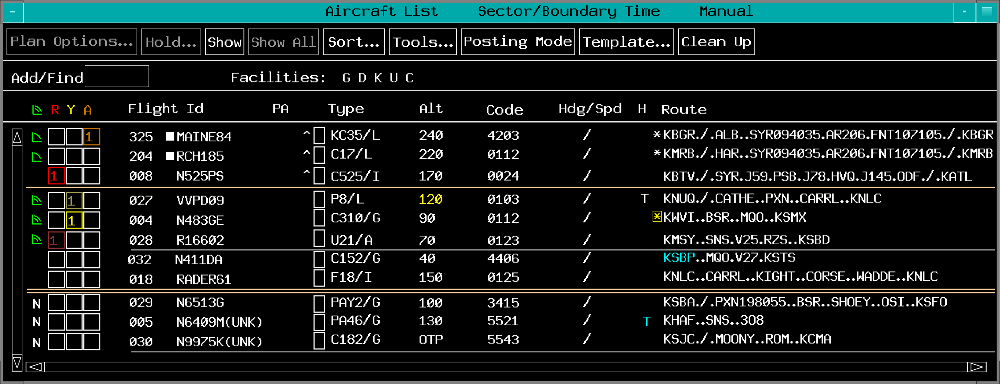 Aircraft List Sector/Boundary Time Manual
Plan Options... Hold... Show Show All Sort... Tools... Posting Mode Template... Clean Up
Add/Find Facilities: G D K U C
R Y A Flight Id PA Type Alt Code Hdg/Spd H Route
1 325 MAINE84 ^ KC35/L 240 4203 / *KBGR./.ALB..SYR094035.AR206.FNT107105./.KBGR
204 RCH185 ^ C17/L 220 0112 / *KMRB./.HAR..SYR094035.AR206.FNT107105./.KMRB
1 008 N525PS ^ C525/I 170 0024 / KBTV./.SYR.J59.PSB.J78.HVQ.J145.ODF./.KATL
1 027 VVPD09 P8/L 120 0103 / T KNUQ./.CATHE..PXN..CARRL..KNLC
1 004 N483GE C310/G 90 0112 / *KWVI..BSR..MQO..KSMX
1 028 R16602 U21/A 70 0123 / KMSY..SNS.V25.RZS..KSBD
032 N411DA C152/G 40 4406 / KSBP..MQO.V27.KSTS
018 RADER61 F18/I 150 0125 / KNLC..CARRL..KIGHT..CORSE..WADDE..KNLC
N 029 N6513G PAY2/G 100 3415 / KSBA./.PXN198055..BSR..SHOEY..OSI..KSFO
N 005 N6409M(UNK) PA46/G 130 5521 / T KHAF..SNS..3O8
N 030 N9975K(UNK) C182/G OTP 5543 / KSJC./.MOONY..ROM..KCMA